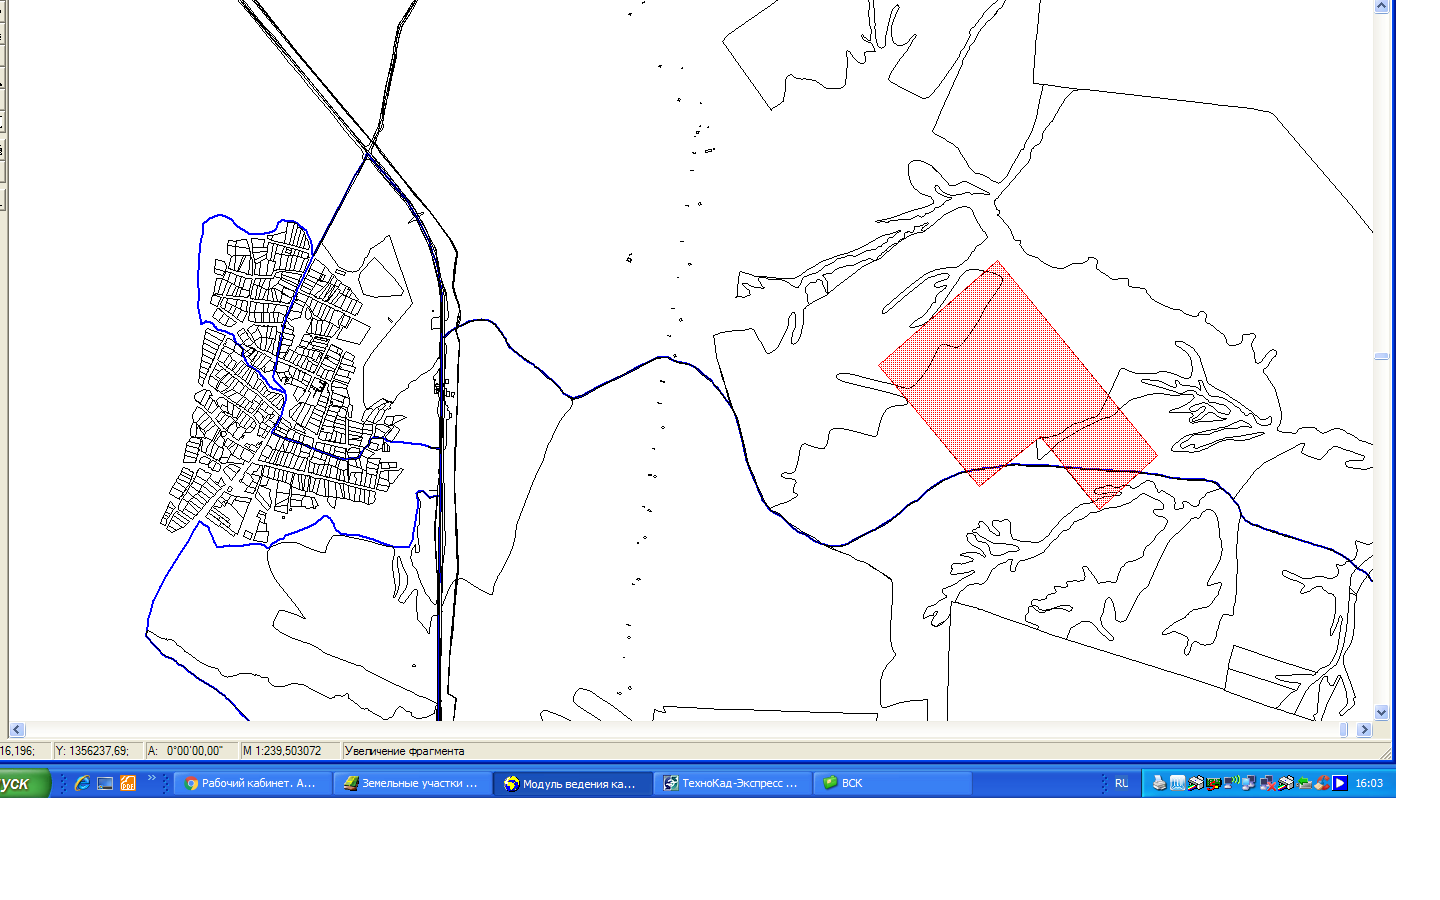 16,196; Y: 1356237,69; A: 0°00'00,00" M 1:239,503072 Увеличение фрагмента
уск » Рабочий кабинет. А... Земельные участки ... Модуль ведения ка... ТехноКад-Экспресс ... ВСК RU 16:03